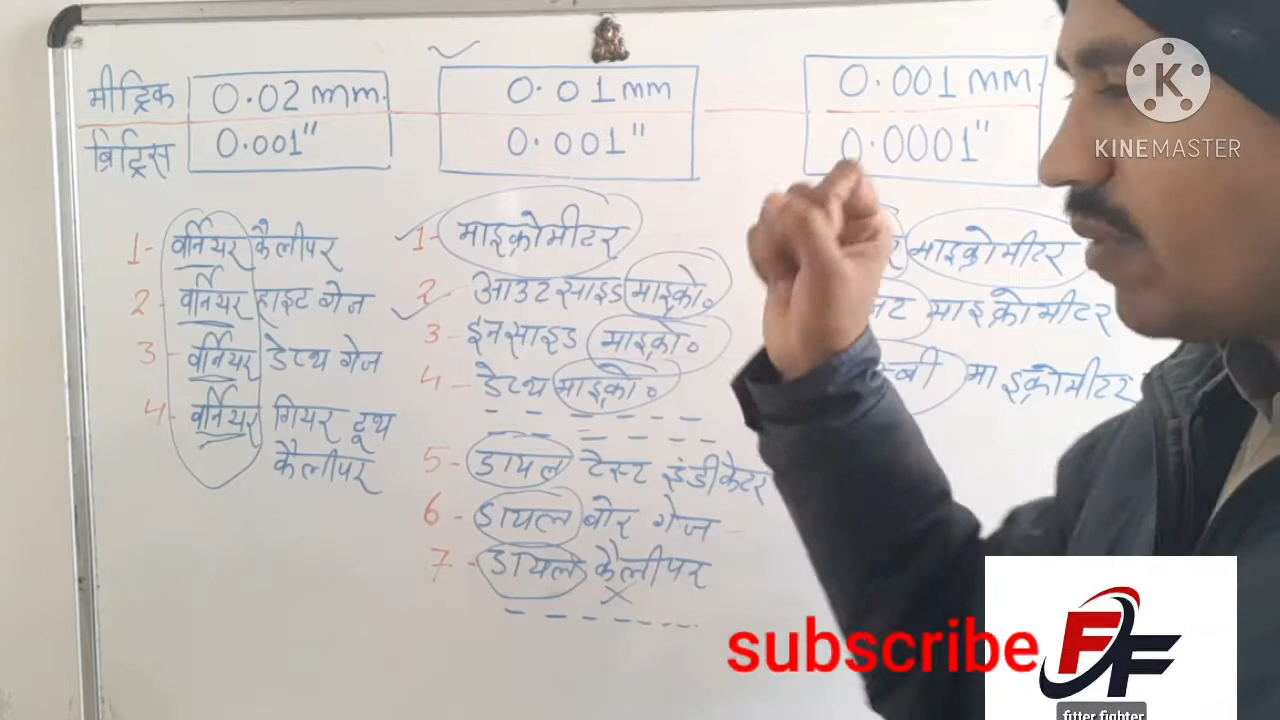 मीट्रिक 0.02 mm. 0.01 mm 0.001 mm.
ब्रिट्रिस 0.001" 0.001" 0.0001"
1- वर्नियर कैलीपर
2- वर्नियर हाइट गेज
3 वर्नियर डेप्थ गेज
4- वर्नियर गियर टूथ
कैलीपर
1- माइक्रोमीटर
2- आउटसाइड माइक्रो०
3- इनसाइड माइक्रो०
4- डेप्थ माइक्रो०
5- डायल टेस्ट इंडीकेटर
6- डायल बोर गेज
7- डायल कैलीपर
माइक्रोमीटर
माइक्रोमीटर
माइक्रोमीटर
KINEMASTER
subscribe
FF
fitter fighter